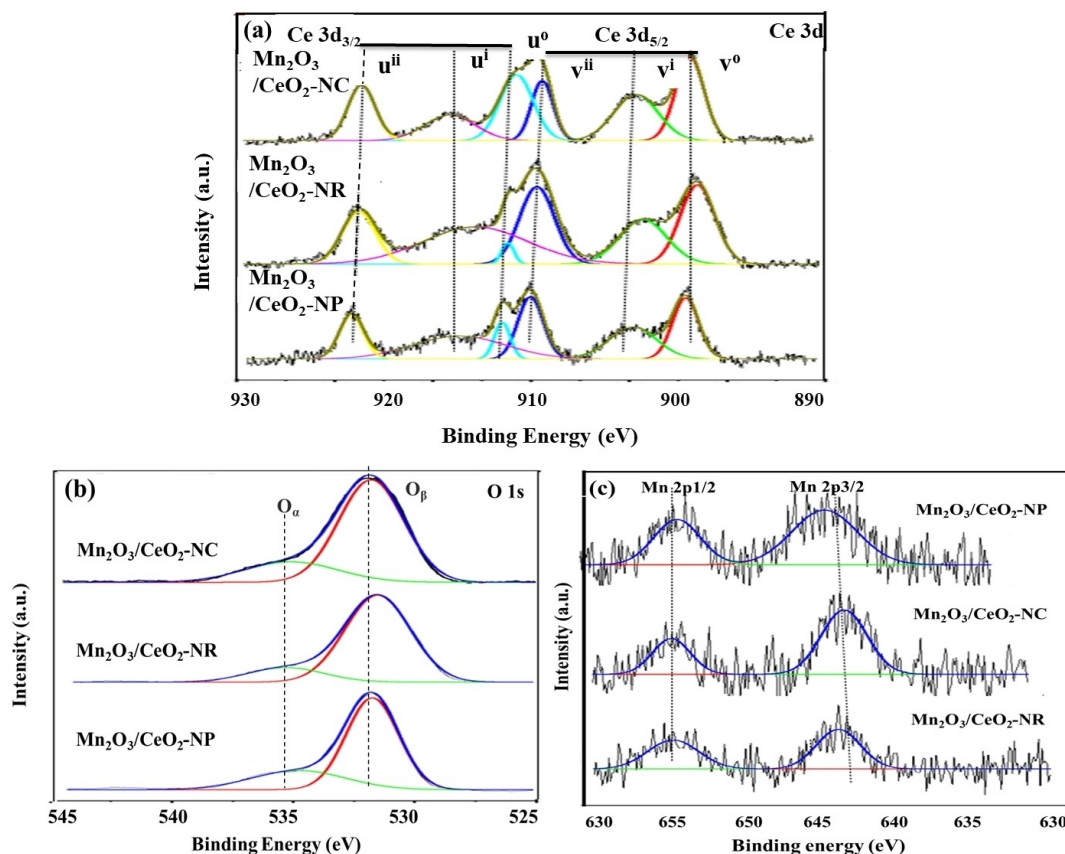 (a)
Ce 3d₃/₂
uⁱⁱ
uⁱ
uᵒ
Ce 3d₅/₂
vⁱⁱ
vⁱ
vᵒ
Ce 3d
Mn₂O₃
/CeO₂-NC
Mn₂O₃
/CeO₂-NR
Mn₂O₃
/CeO₂-NP
Intensity (a.u.)
930 920 910 900 890
Binding Energy (eV)
(b)
O 1s
Oα
Oᵦ
Mn₂O₃/CeO₂-NC
Mn₂O₃/CeO₂-NR
Mn₂O₃/CeO₂-NP
Intensity (a.u.)
545 540 535 530 525
Binding Energy (eV)
(c)
Mn 2p1/2 Mn 2p3/2
Mn₂O₃/CeO₂-NP
Mn₂O₃/CeO₂-NC
Mn₂O₃/CeO₂-NR
Intensity (a.u.)
630 655 650 645 640 635 630
Binding energy (eV)